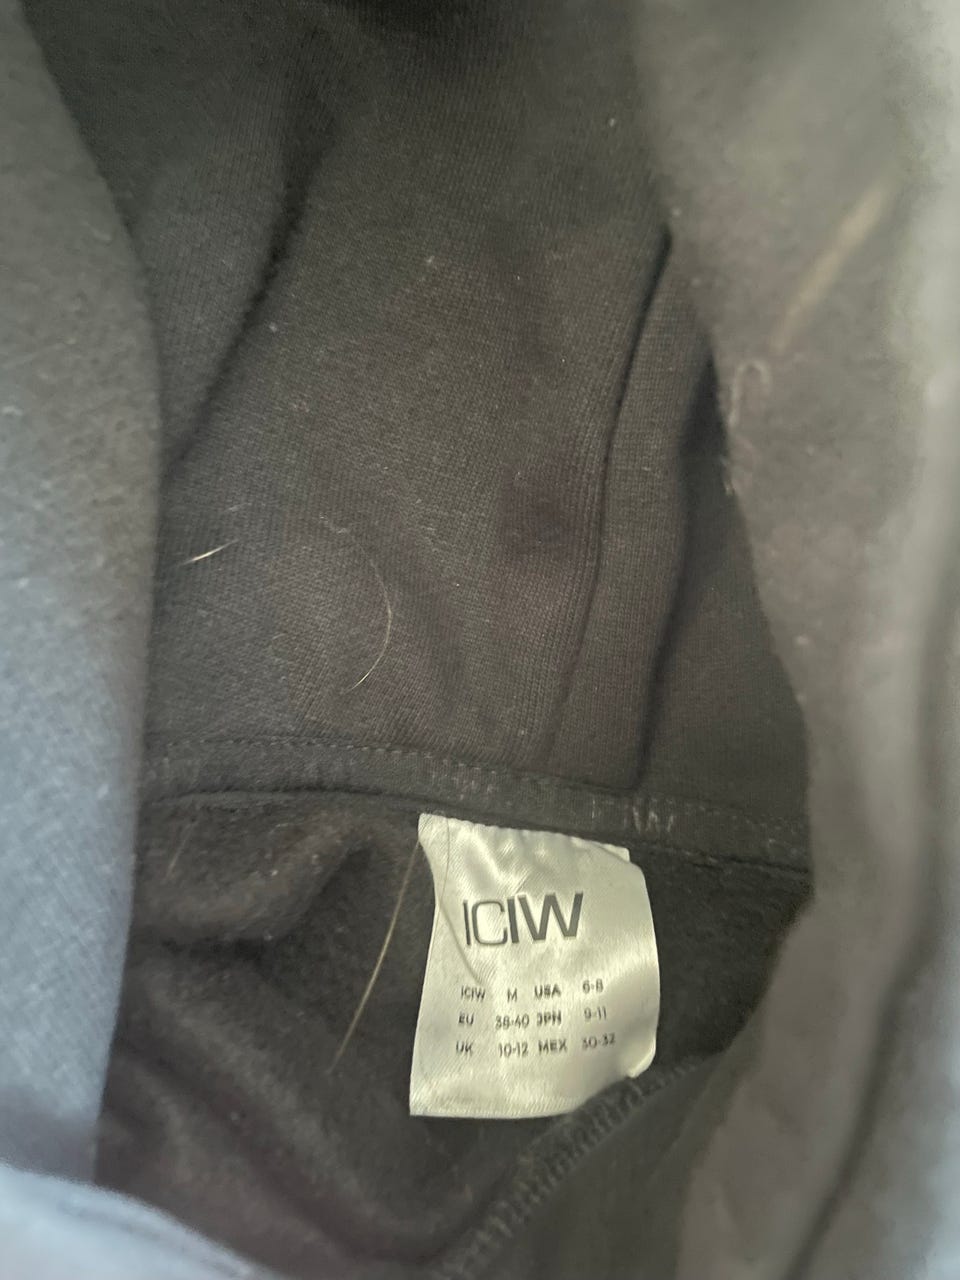 ICIW
ICIW M USA 6-8
EU 38-40 JPN 9-11
UK 10-12 MEX 30-32